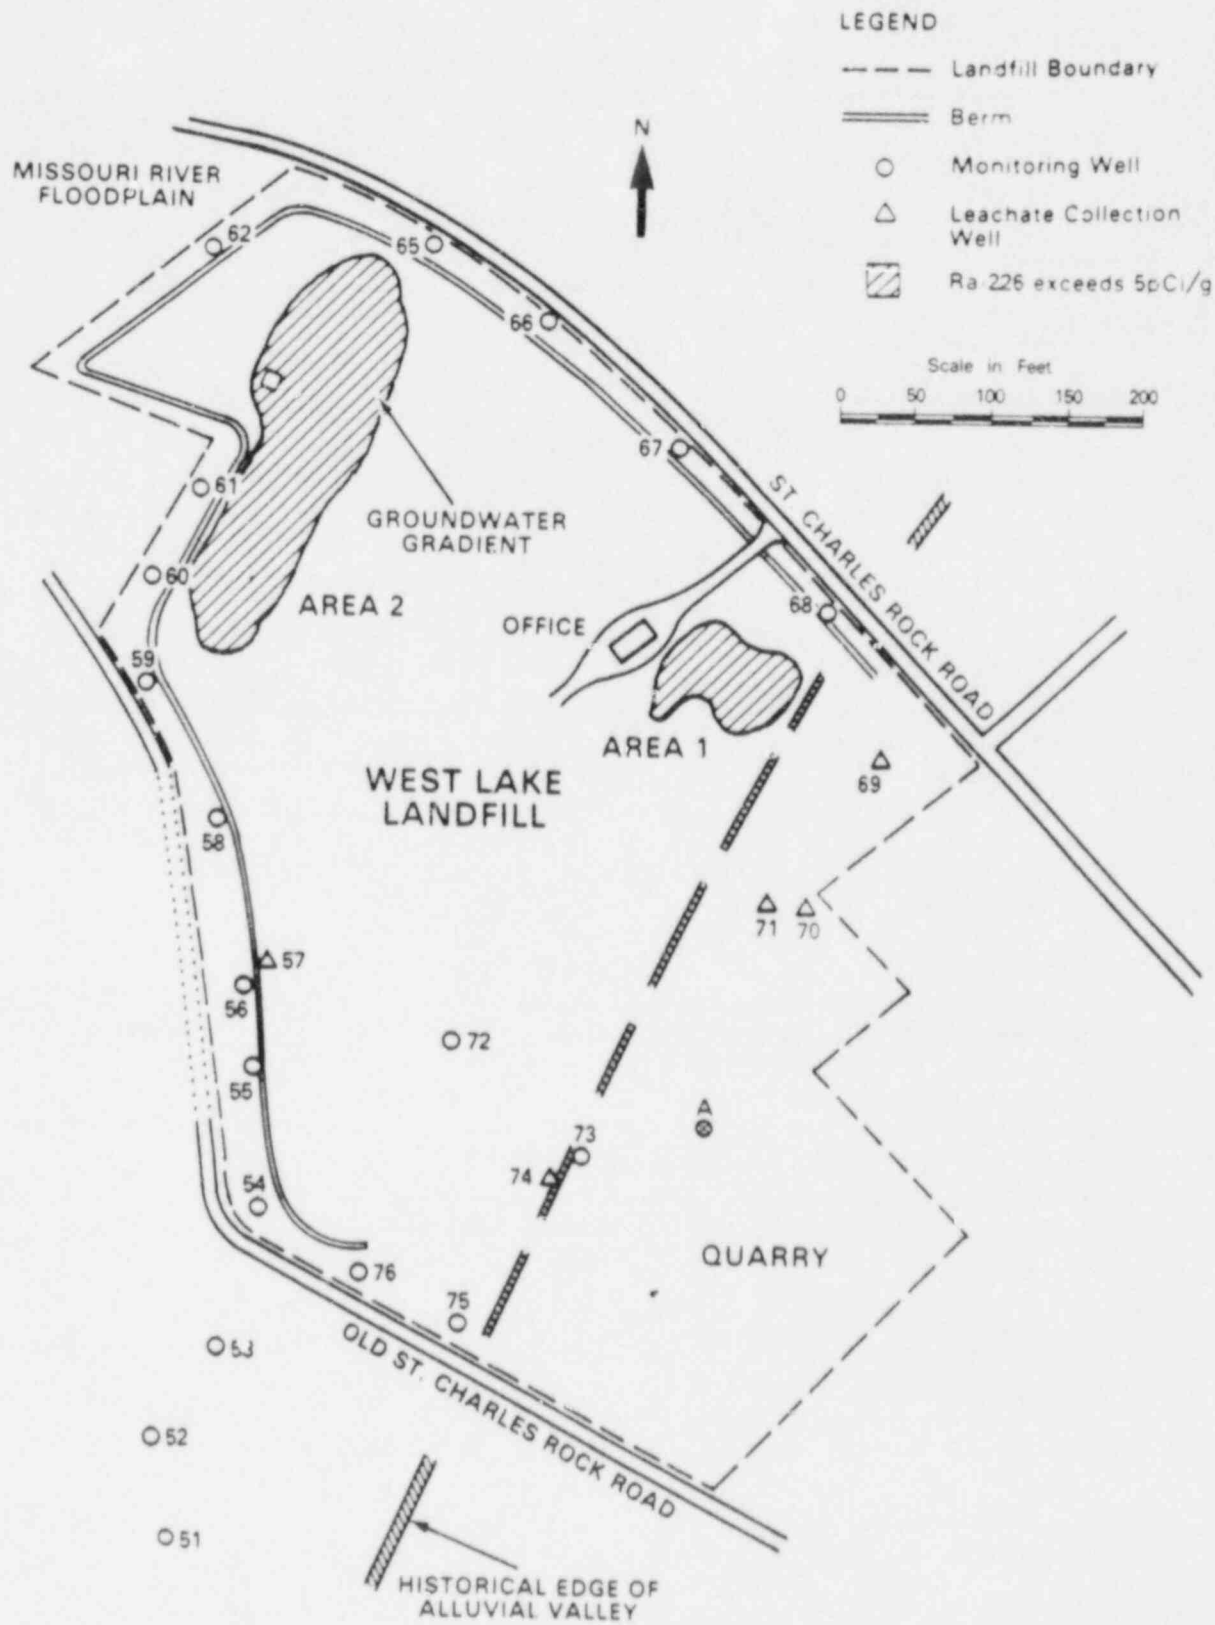 LEGEND
Landfill Boundary
Berm
Monitoring Well
Leachate Collection
Well
Ra-226 exceeds 5pCi/g
Scale in Feet
0 50 100 150 200
N
MISSOURI RIVER
FLOODPLAIN
62
65
66
67
61
GROUNDWATER
GRADIENT
ST. CHARLES ROCK ROAD
60
AREA 2
OFFICE
68
59
AREA 1
69
WEST LAKE
LANDFILL
58
71 70
57
56
72
55
A
73
74
54
QUARRY
76
75
53
OLD ST. CHARLES ROCK ROAD
52
51
HISTORICAL EDGE OF
ALLUVIAL VALLEY